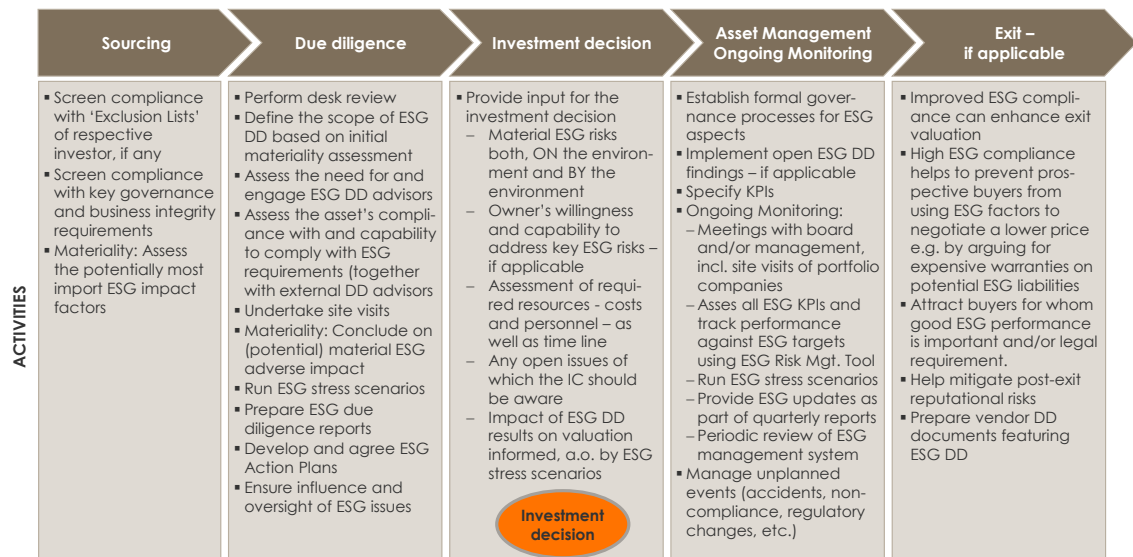 Sourcing
Due diligence
Investment decision
Asset Management
Ongoing Monitoring
Exit –
if applicable
ACTIVITIES
▪ Screen compliance
with 'Exclusion Lists'
of respective
investor, if any
▪ Screen compliance
with key governance
and business integrity
requirements
▪ Materiality: Assess
the potentially most
import ESG impact
factors
▪ Perform desk review
▪ Define the scope of ESG
DD based on initial
materiality assessment
▪ Assess the need for and
engage ESG DD advisors
▪ Assess the asset's compli-
ance with and capability
to comply with ESG
requirements (together
with external DD advisors
▪ Undertake site visits
▪ Materiality: Conclude on
(potential) material ESG
adverse impact
▪ Run ESG stress scenarios
▪ Prepare ESG due
diligence reports
▪ Develop and agree ESG
Action Plans
▪ Ensure influence and
oversight of ESG issues
▪ Provide input for the
investment decision
– Material ESG risks
both, ON the environ-
ment and BY the
environment
– Owner's willingness
and capability to
address key ESG risks –
if applicable
– Assessment of requi-
red resources - costs
and personnel – as
well as time line
– Any open issues of
which the IC should
be aware
– Impact of ESG DD
results on valuation
informed, a.o. by ESG
stress scenarios
Investment
decision
▪ Establish formal gover-
nance processes for ESG
aspects
▪ Implement open ESG DD
findings – if applicable
▪ Specify KPIs
▪ Ongoing Monitoring:
– Meetings with board
and/or management,
incl. site visits of portfolio
companies
– Asses all ESG KPIs and
track performance
against ESG targets
using ESG Risk Mgt. Tool
– Run ESG stress scenarios
– Provide ESG updates as
part of quarterly reports
– Periodic review of ESG
management system
▪ Manage unplanned
events (accidents, non-
compliance, regulatory
changes, etc.)
▪ Improved ESG compli-
ance can enhance exit
valuation
▪ High ESG compliance
helps to prevent pros-
pective buyers from
using ESG factors to
negotiate a lower price
e.g. by arguing for
expensive warranties on
potential ESG liabilities
▪ Attract buyers for whom
good ESG performance
is important and/or legal
requirement.
▪ Help mitigate post-exit
reputational risks
▪ Prepare vendor DD
documents featuring
ESG DD